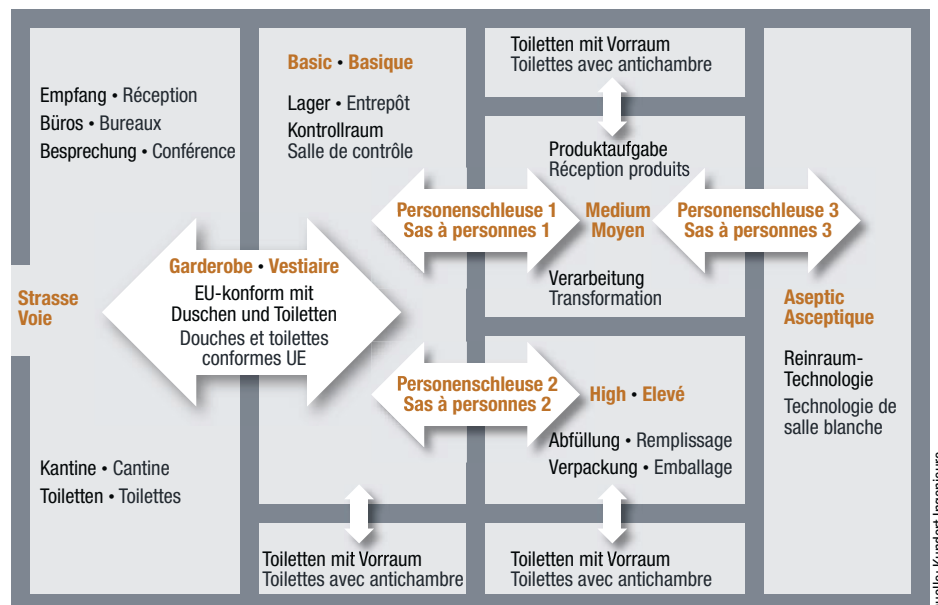 Empfang • Réception
Büros • Bureaux
Besprechung • Conférence
Strasse
Voie
Garderobe • Vestiaire
EU-konform mit
Duschen und Toiletten
Douches et toilettes
conformes UE
Kantine • Cantine
Toiletten • Toilettes
Basic • Basique
Lager • Entrepôt
Kontrollraum
Salle de contrôle
Personenschleuse 1
Sas à personnes 1
Personenschleuse 2
Sas à personnes 2
Toiletten mit Vorraum
Toilettes avec antichambre
Toiletten mit Vorraum
Toilettes avec antichambre
Produktaufgabe
Réception produits
Medium
Moyen
Verarbeitung
Transformation
Personenschleuse 3
Sas à personnes 3
High • Elevé
Abfüllung • Remplissage
Verpackung • Emballage
Toiletten mit Vorraum
Toilettes avec antichambre
Aseptic
Asceptique
Reinraum-
Technologie
Technologie de
salle blanche
Kundert Ingenieure